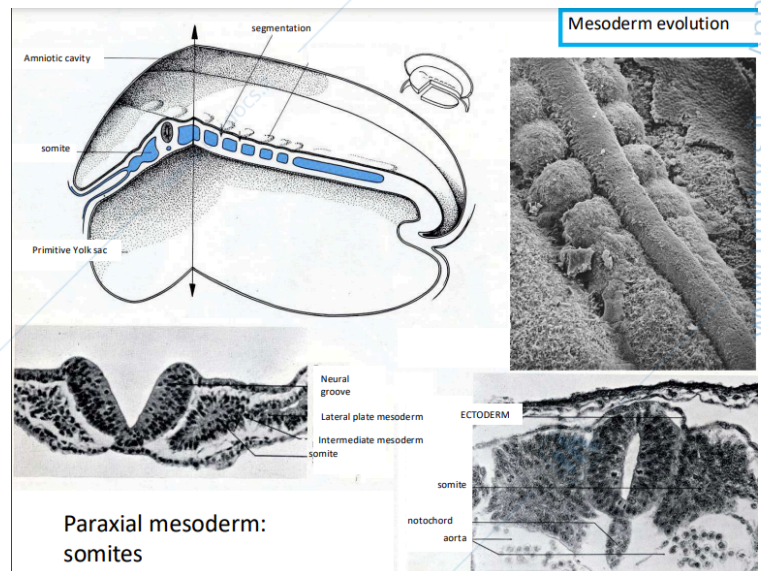 Mesoderm evolution
segmentation
Amniotic cavity
somite
Primitive Yolk sac
Neural
groove
Lateral plate mesoderm
Intermediate mesoderm
somite
ECTODERM
somite
notochord
aorta
Paraxial mesoderm:
somites